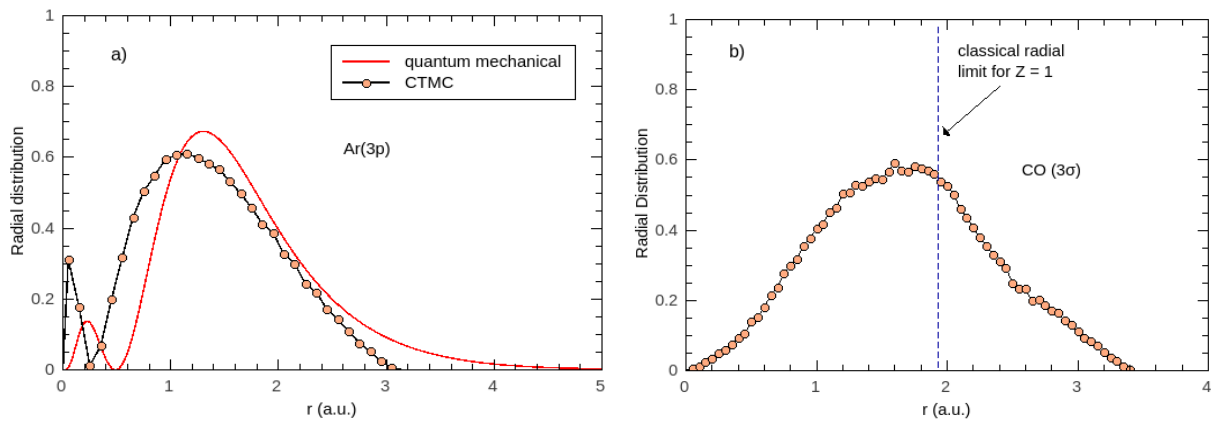 a)
quantum mechanical
CTMC
Ar(3p)
Radial distribution
1
0.8
0.6
0.4
0.2
0
0 1 2 3 4 5
r (a.u.)
b)
classical radial
limit for Z = 1
CO (3σ)
Radial Distribution
1
0.8
0.6
0.4
0.2
0
0 1 2 3 4
r (a.u.)